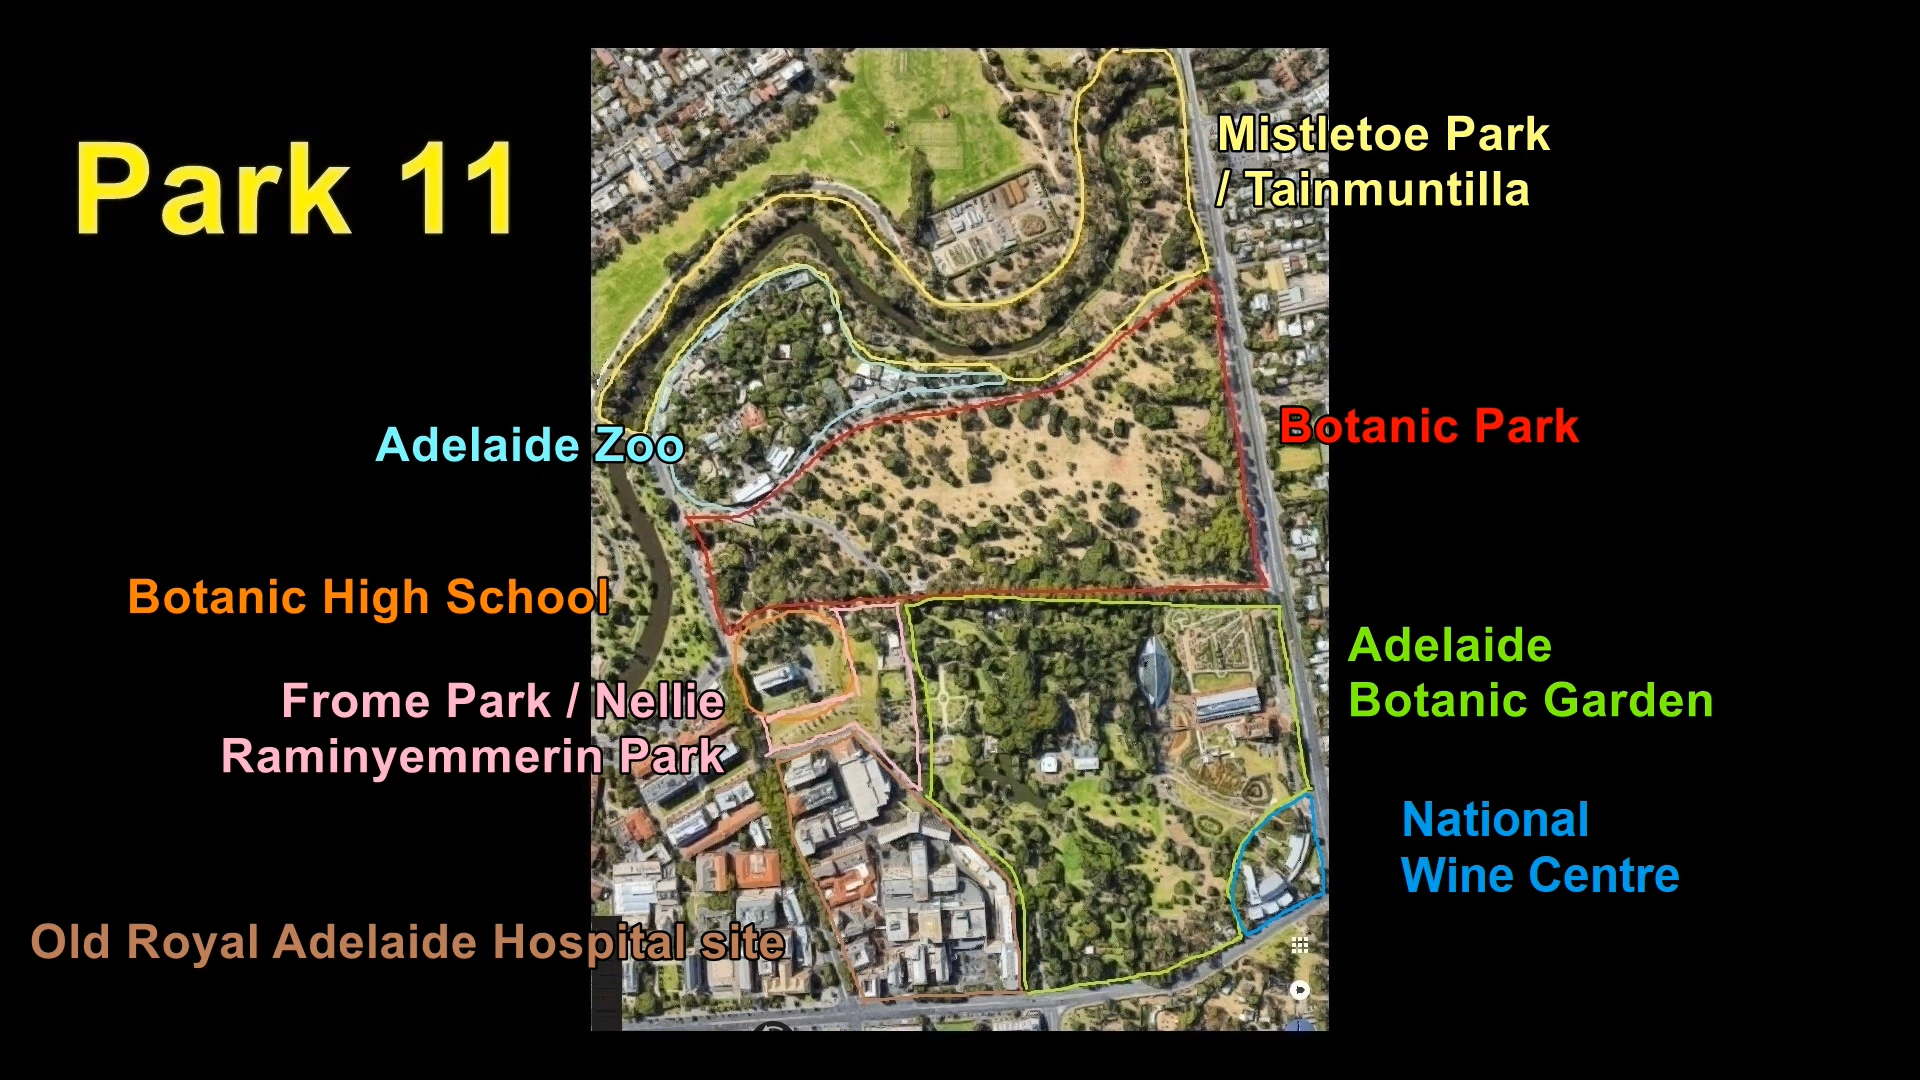 Park 11
Mistletoe Park
/ Tainmuntilla
Adelaide Zoo
Botanic Park
Botanic High School
Adelaide
Botanic Garden
Frome Park / Nellie
Raminyemmerin Park
National
Wine Centre
Old Royal Adelaide Hospital site